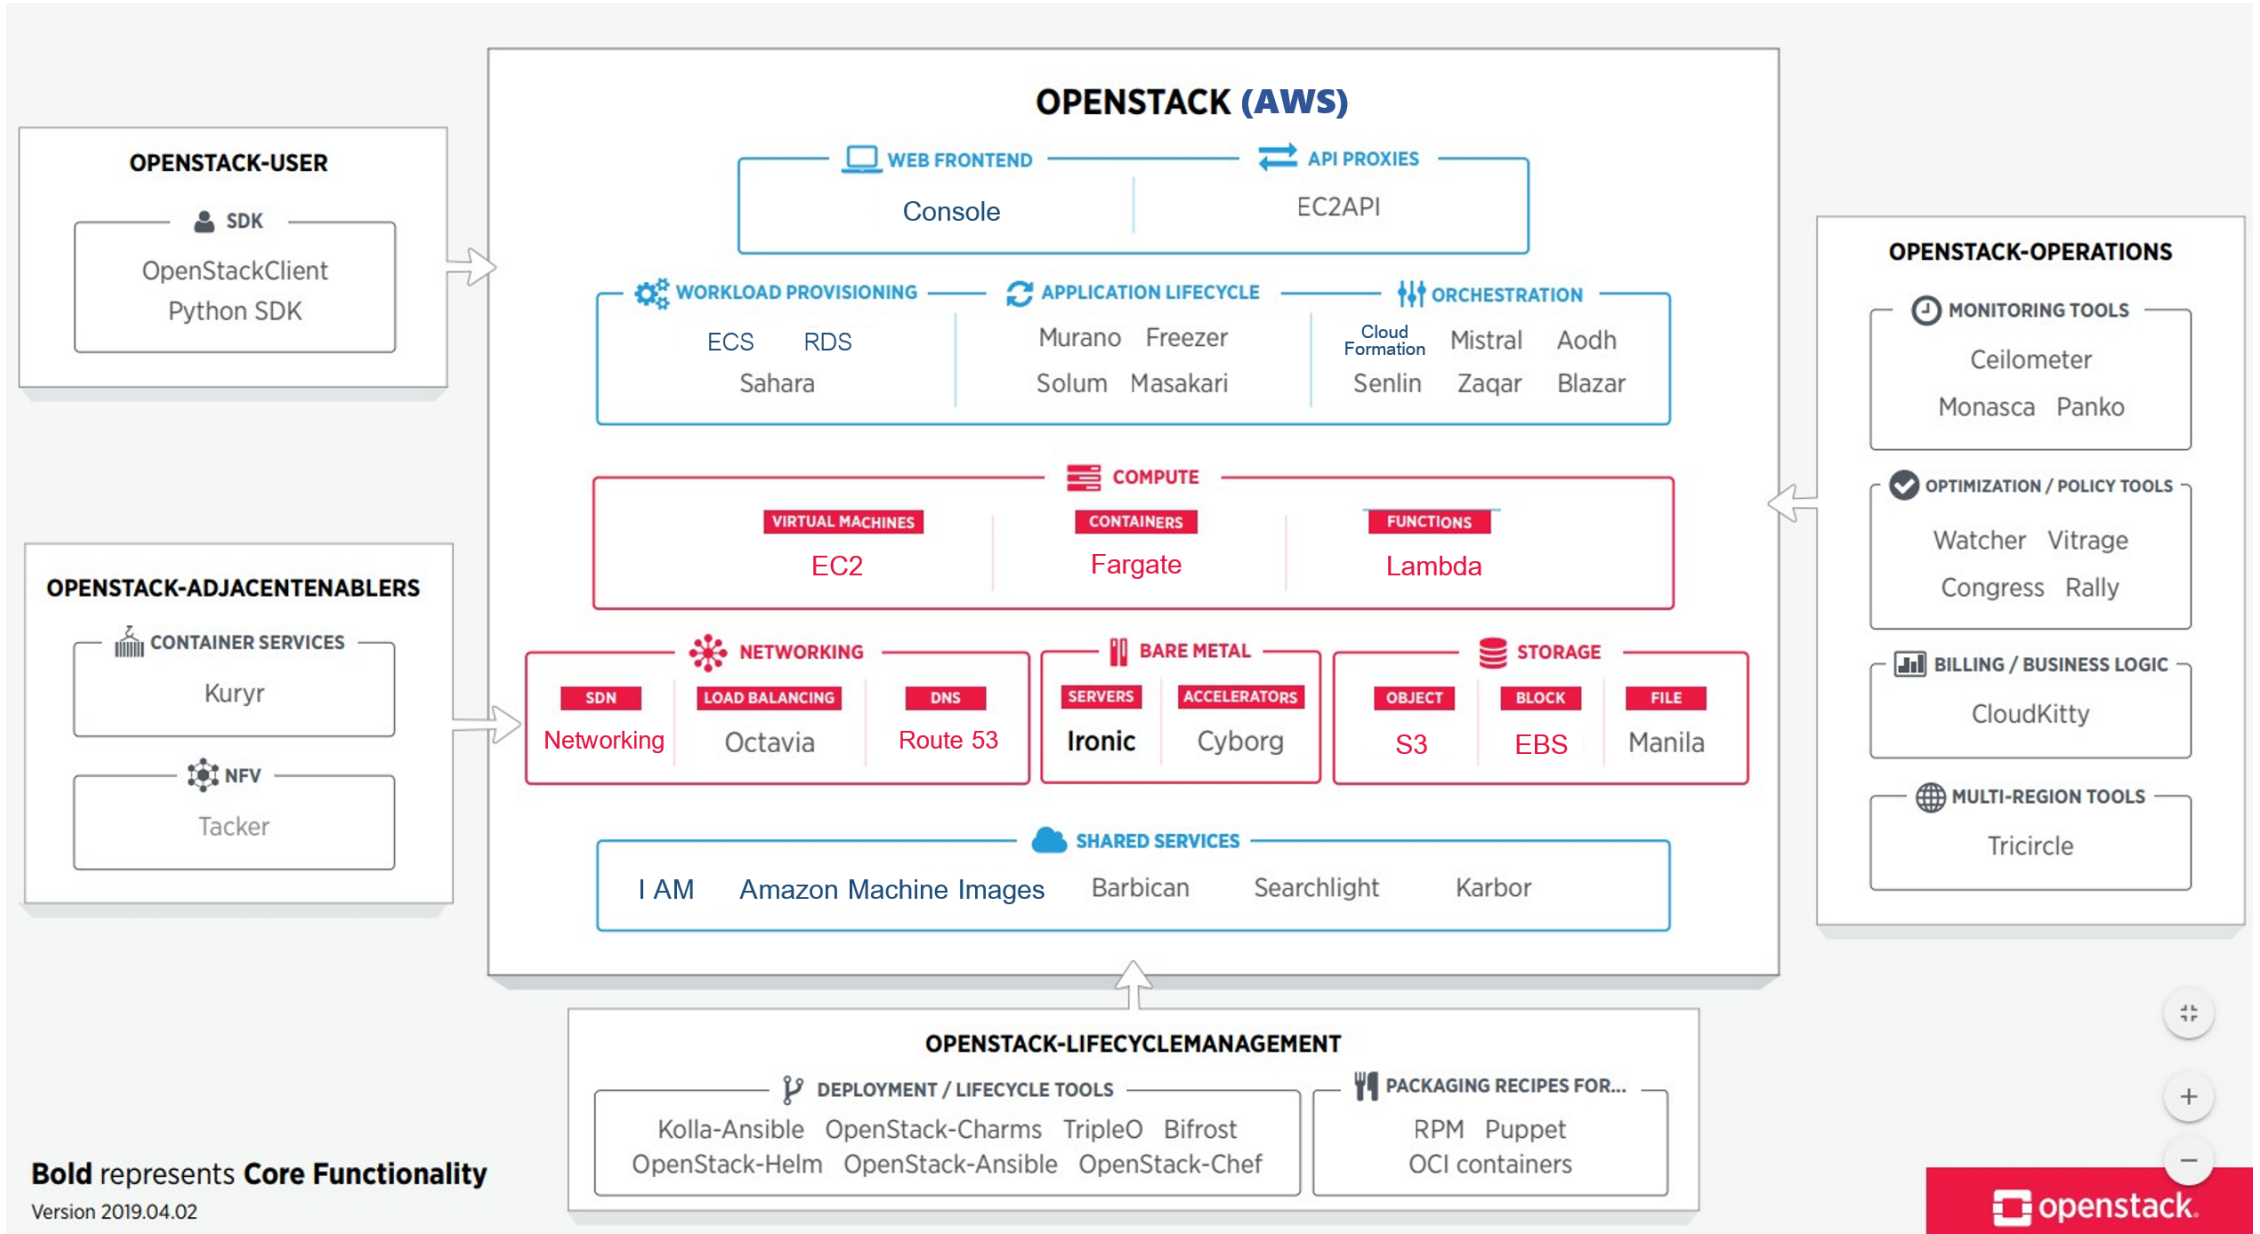 OPENSTACK (AWS)
WEB FRONTEND
Console
API PROXIES
EC2API
WORKLOAD PROVISIONING
ECS RDS
Sahara
APPLICATION LIFECYCLE
Murano Freezer
Solum Masakari
ORCHESTRATION
Cloud
Formation Mistral Aodh
Senlin Zaqar Blazar
COMPUTE
VIRTUAL MACHINES
EC2
CONTAINERS
Fargate
FUNCTIONS
Lambda
NETWORKING
SDN
Networking
LOAD BALANCING
Octavia
DNS
Route 53
BARE METAL
SERVERS
Ironic
ACCELERATORS
Cyborg
STORAGE
OBJECT
S3
BLOCK
EBS
FILE
Manila
SHARED SERVICES
I AM Amazon Machine Images Barbican Searchlight Karbor
OPENSTACK-USER
SDK
OpenStackClient
Python SDK
OPENSTACK-ADJACENTENABLERS
CONTAINER SERVICES
Kuryr
NFV
Tacker
OPENSTACK-OPERATIONS
MONITORING TOOLS
Ceilometer
Monasca Panko
OPTIMIZATION / POLICY TOOLS
Watcher Vitrage
Congress Rally
BILLING / BUSINESS LOGIC
CloudKitty
MULTI-REGION TOOLS
Tricircle
OPENSTACK-LIFECYCLEMANAGEMENT
DEPLOYMENT / LIFECYCLE TOOLS
Kolla-Ansible OpenStack-Charms TripleO Bifrost
OpenStack-Helm OpenStack-Ansible OpenStack-Chef
PACKAGING RECIPES FOR...
RPM Puppet
OCI containers
Bold represents Core Functionality
Version 2019.04.02
openstack.